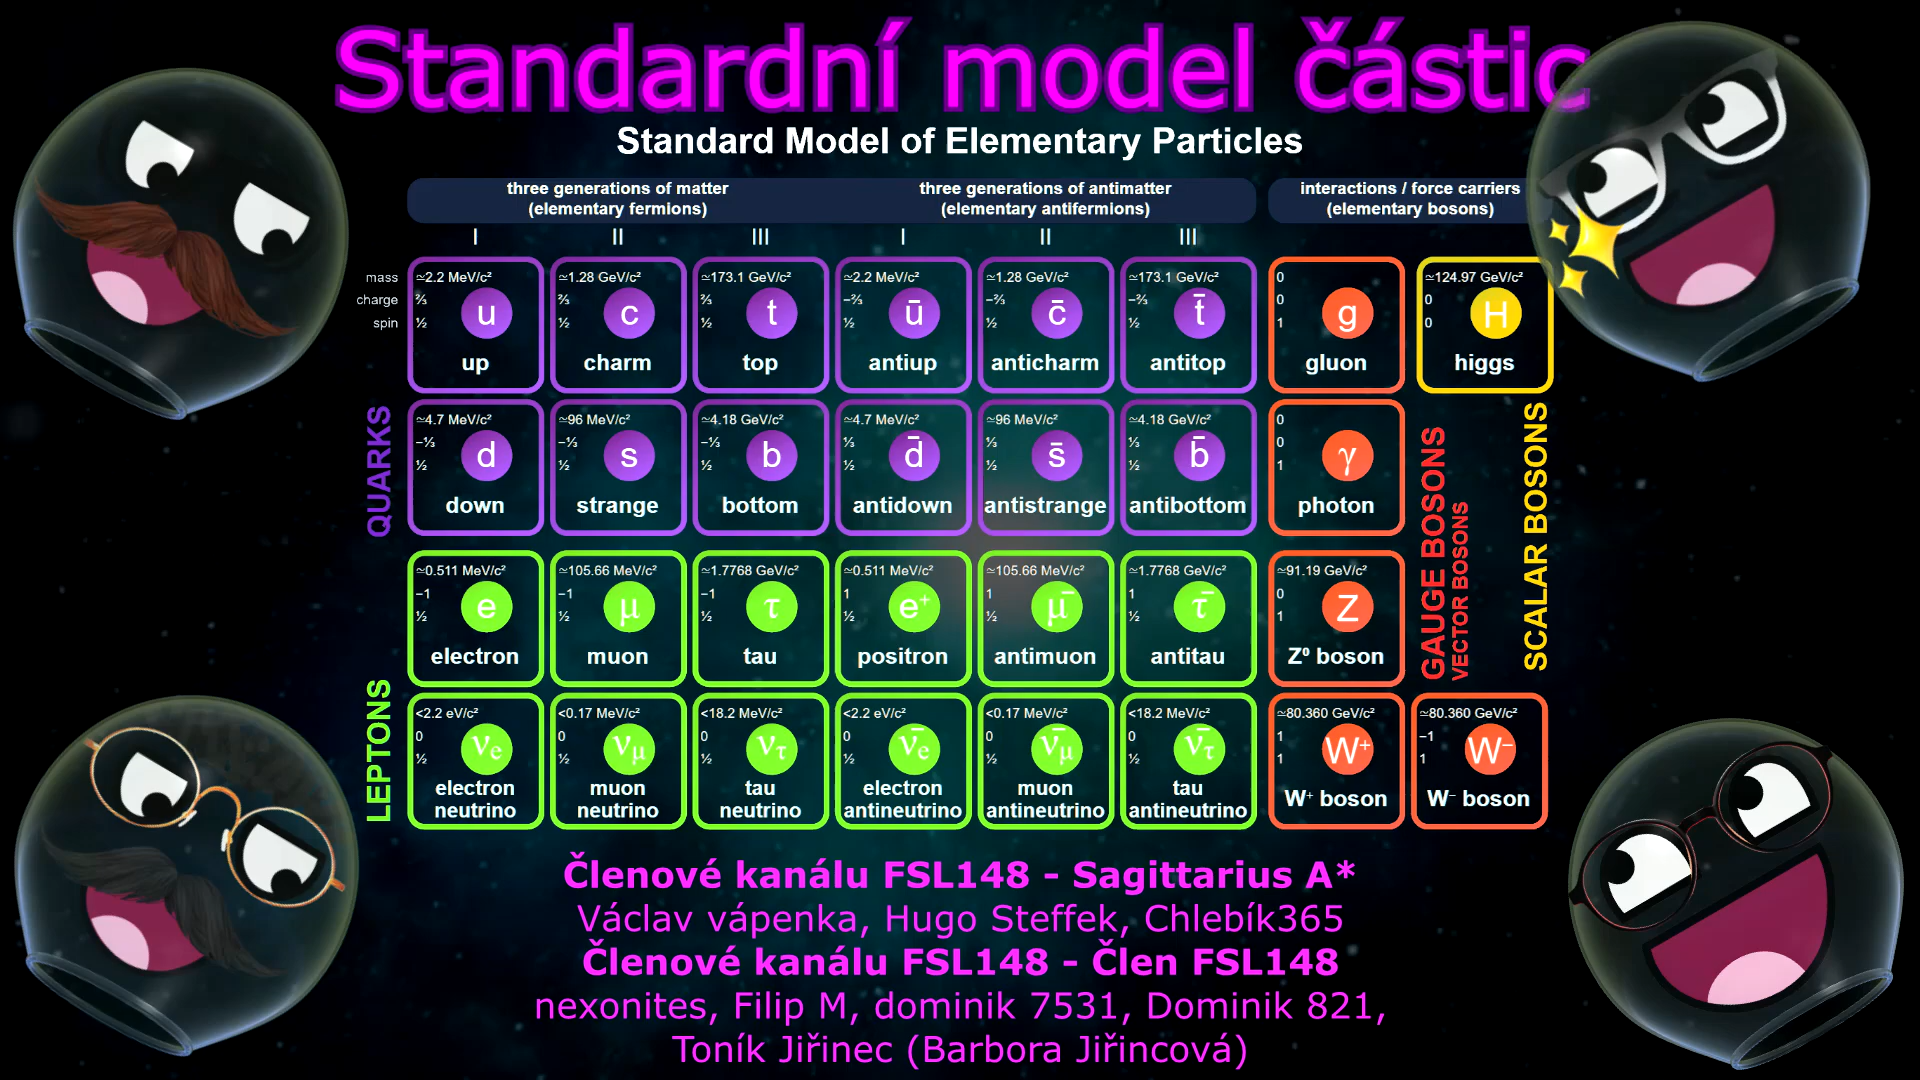 Standardní model částic
Standard Model of Elementary Particles
three generations of matter
(elementary fermions)
three generations of antimatter
(elementary antifermions)
interactions / force carriers
(elementary bosons)
I II III I II III
mass
charge
spin
≃2.2 MeV/c²
⅔
½
u
up
≃1.28 GeV/c²
⅔
½
c
charm
≃173.1 GeV/c²
⅔
½
t
top
≃2.2 MeV/c²
−⅔
½
ū
antiup
≃1.28 GeV/c²
−⅔
½
c̄
anticharm
≃173.1 GeV/c²
−⅔
½
t̄
antitop
0
0
1
g
gluon
≃124.97 GeV/c²
0
0
H
higgs
QUARKS
≃4.7 MeV/c²
−⅓
½
d
down
≃96 MeV/c²
−⅓
½
s
strange
≃4.18 GeV/c²
−⅓
½
b
bottom
≃4.7 MeV/c²
⅓
½
d̄
antidown
≃96 MeV/c²
⅓
½
s̄
antistrange
≃4.18 GeV/c²
⅓
½
b̄
antibottom
0
0
1
γ
photon
GAUGE BOSONS
VECTOR BOSONS
SCALAR BOSONS
LEPTONS
≃0.511 MeV/c²
−1
½
e
electron
≃105.66 MeV/c²
−1
½
μ
muon
≃1.7768 GeV/c²
−1
½
τ
tau
≃0.511 MeV/c²
1
½
e⁺
positron
≃105.66 MeV/c²
1
½
μ̄
antimuon
≃1.7768 GeV/c²
1
½
τ̄
antitau
≃91.19 GeV/c²
0
1
Z
Z⁰ boson
<2.2 eV/c²
0
½
νe
electron
neutrino
<0.17 MeV/c²
0
½
νμ
muon
neutrino
<18.2 MeV/c²
0
½
ντ
tau
neutrino
<2.2 eV/c²
0
½
ν̄e
electron
antineutrino
<0.17 MeV/c²
0
½
ν̄μ
muon
antineutrino
<18.2 MeV/c²
0
½
ν̄τ
tau
antineutrino
≃80.360 GeV/c²
1
1
W⁺
W⁺ boson
≃80.360 GeV/c²
−1
1
W⁻
W⁻ boson
Členové kanálu FSL148 - Sagittarius A*
Václav vápenka, Hugo Steffek, Chlebík365
Členové kanálu FSL148 - Člen FSL148
nexonites, Filip M, dominik 7531, Dominik 821,
Toník Jiřinec (Barbora Jiřincová)